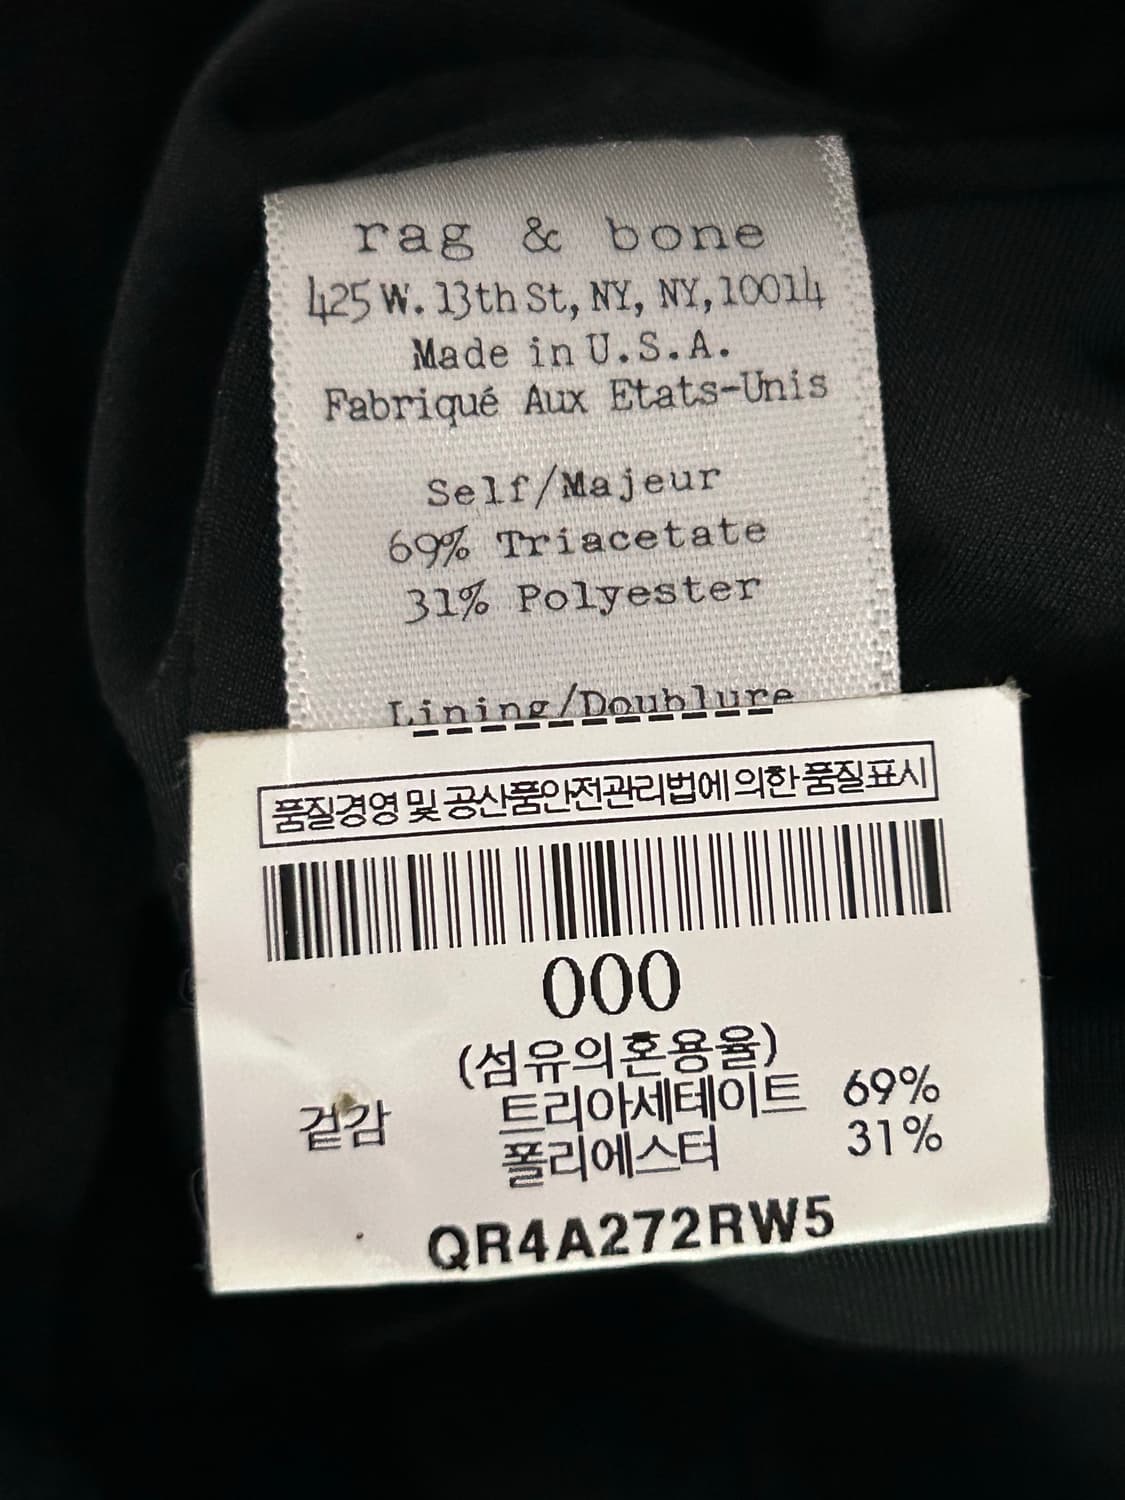 rag & bone
425 W. 13th St, NY, NY, 10014
Made in U.S.A.
Fabriqué Aux Etats-Unis
Self/Majeur
69% Triacetate
31% Polyester
Lining/Doublure
품질경영 및 공산품안전관리법에 의한 품질표시
000
(섬유의혼용율)
겉감 트리아세테이트 69%
폴리에스터 31%
QR4A272RW5